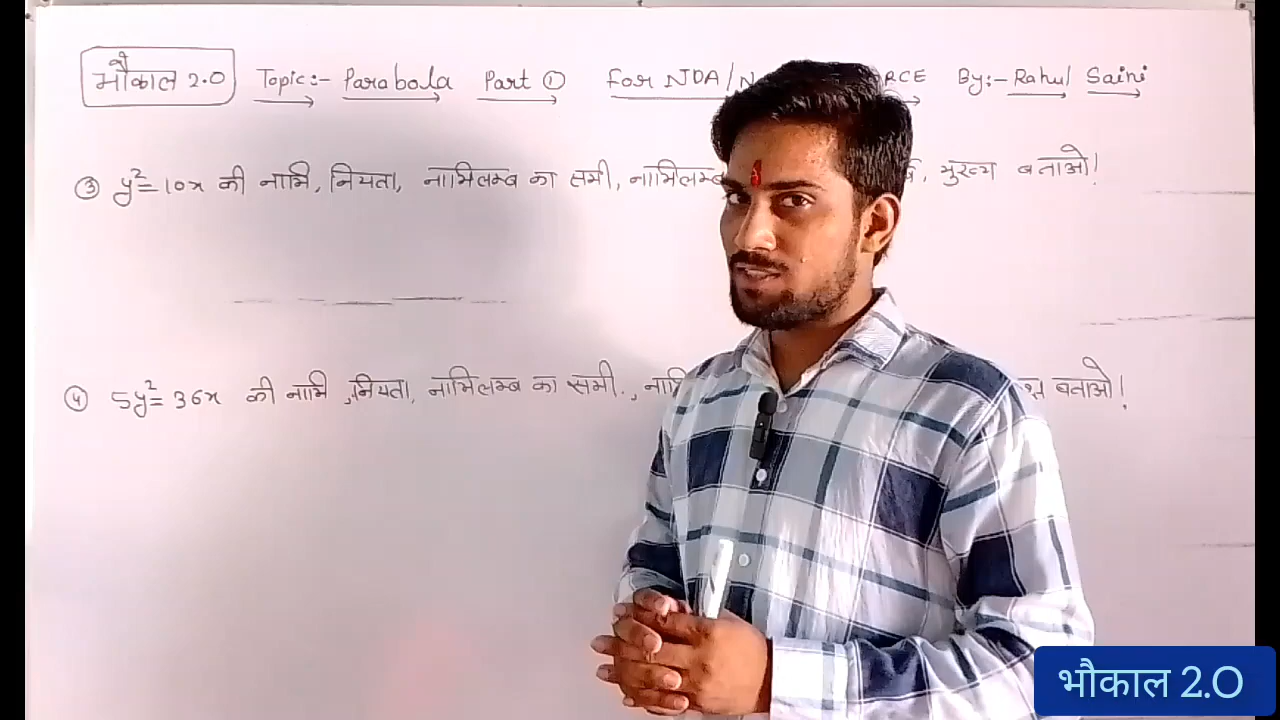 भौकाल 2.0 Topic:- Parabola Part ① For NDA/ By:- Rahul Saini
③ y²=10x की नाभि, नियता, नाभिलम्ब का समी, नाभिलम्ब मुख्य बताओ!
④ 5y²=36x की नाभि, नियता, नाभिलम्ब का समी., बताओ!
भौकाल 2.0